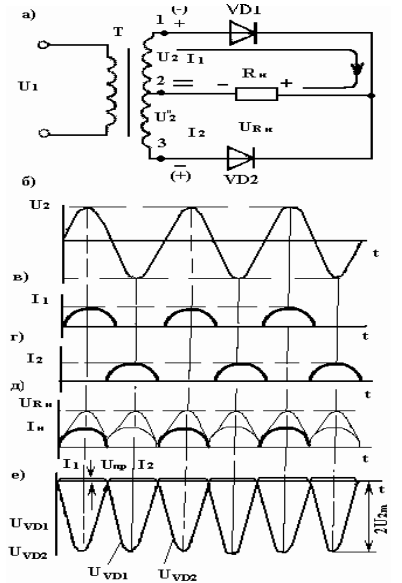 а)
(-)
1
+
VD1
T
U2
I1
U1
2
Rн
-
+
U"2
I2
URн
3
-
(+)
VD2
б)
U2
t
в)
I1
t
г)
I2
t
д)
URн
Iн
t
I1
Uпр
I2
е)
t
UVD1
UVD2
2U2m
UVD1
UVD2